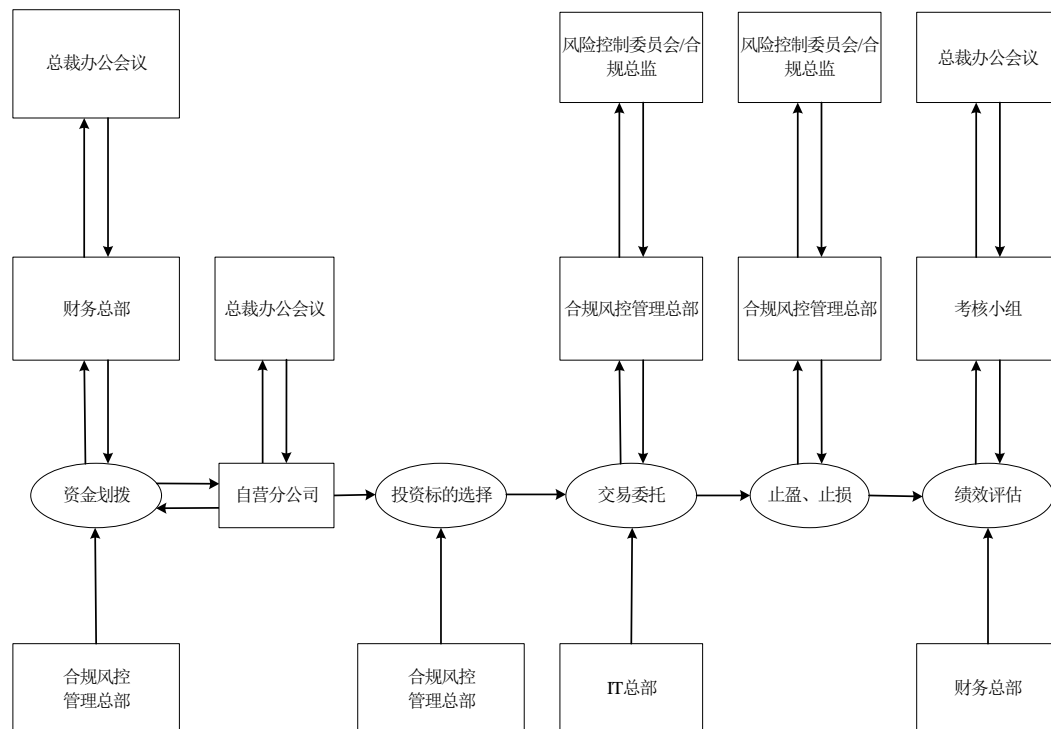 总裁办公会议
风险控制委员会/合
规总监
风险控制委员会/合
规总监
总裁办公会议
财务总部
总裁办公会议
合规风控管理总部
合规风控管理总部
考核小组
资金划拨
自营分公司
投资标的选择
交易委托
止盈、止损
绩效评估
合规风控
管理总部
合规风控
管理总部
IT总部
财务总部